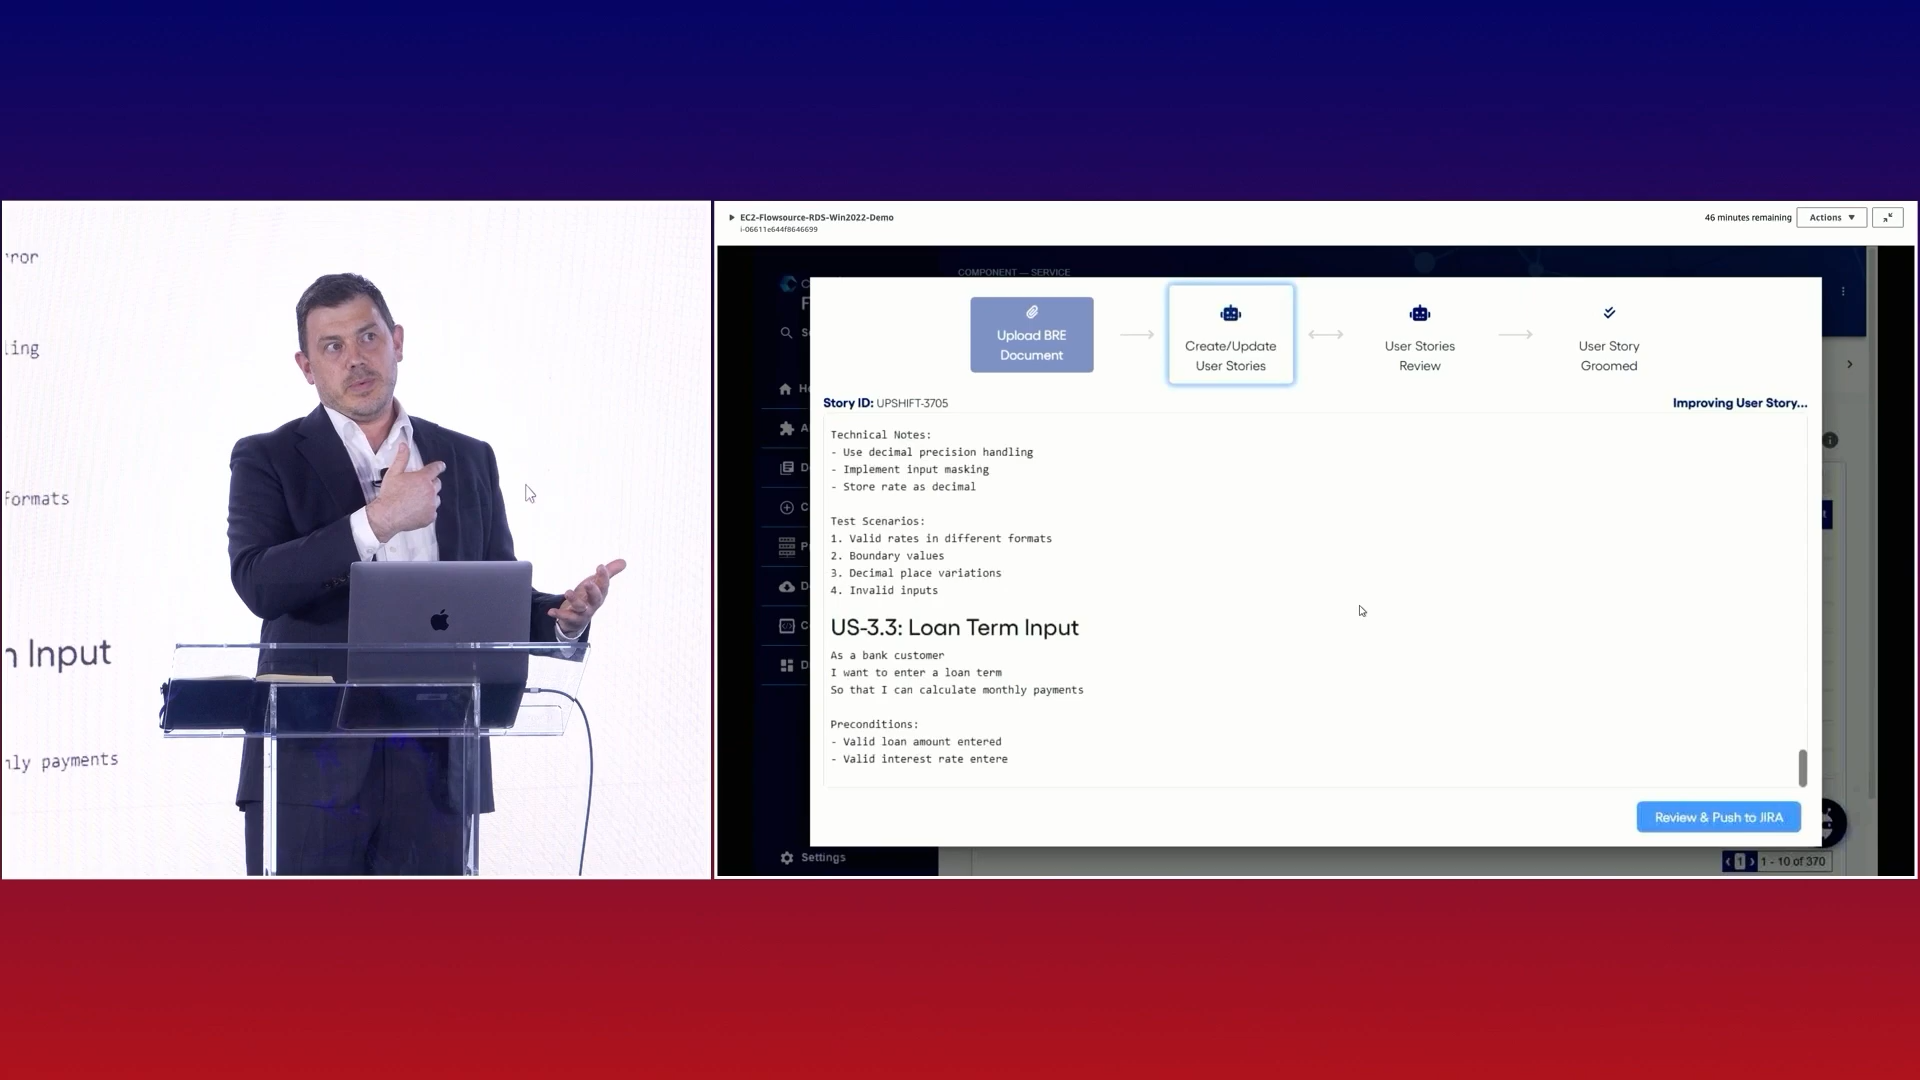 rror
ling
formats
n Input
hly payments
EC2-Flowsource-RDS-Win2022-Demo
i-06611e644f8646699
46 minutes remaining
Actions
COMPONENT — SERVICE
Upload BRE
Document
Create/Update
User Stories
User Stories
Review
User Story
Groomed
Story ID: UPSHIFT-3705
Improving User Story...
Technical Notes:
- Use decimal precision handling
- Implement input masking
- Store rate as decimal
Test Scenarios:
1. Valid rates in different formats
2. Boundary values
3. Decimal place variations
4. Invalid inputs
US-3.3: Loan Term Input
As a bank customer
I want to enter a loan term
So that I can calculate monthly payments
Preconditions:
- Valid loan amount entered
- Valid interest rate entere
Review & Push to JIRA
Settings
1
1 - 10 of 370